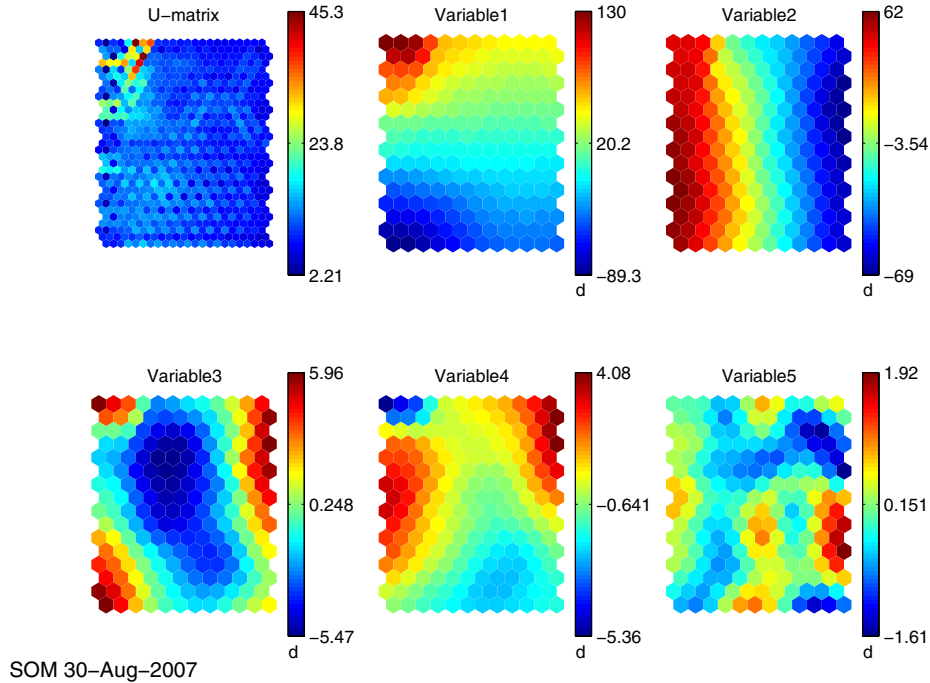 U-matrix
45.3
23.8
2.21
Variable1
130
20.2
−89.3
d
Variable2
62
−3.54
−69
d
Variable3
5.96
0.248
−5.47
d
Variable4
4.08
−0.641
−5.36
d
Variable5
1.92
0.151
−1.61
d
SOM 30−Aug−2007